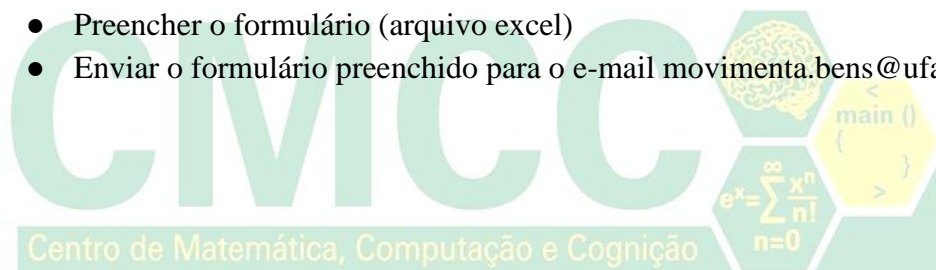 ● Preencher o formulário (arquivo excel)
● Enviar o formulário preenchido para o e-mail movimenta.bens@ufa
CMCC
<
main ()
{
}
>
e^x = ∞ ∑ n=0 x^n / n!
Centro de Matemática, Computação e Cognição